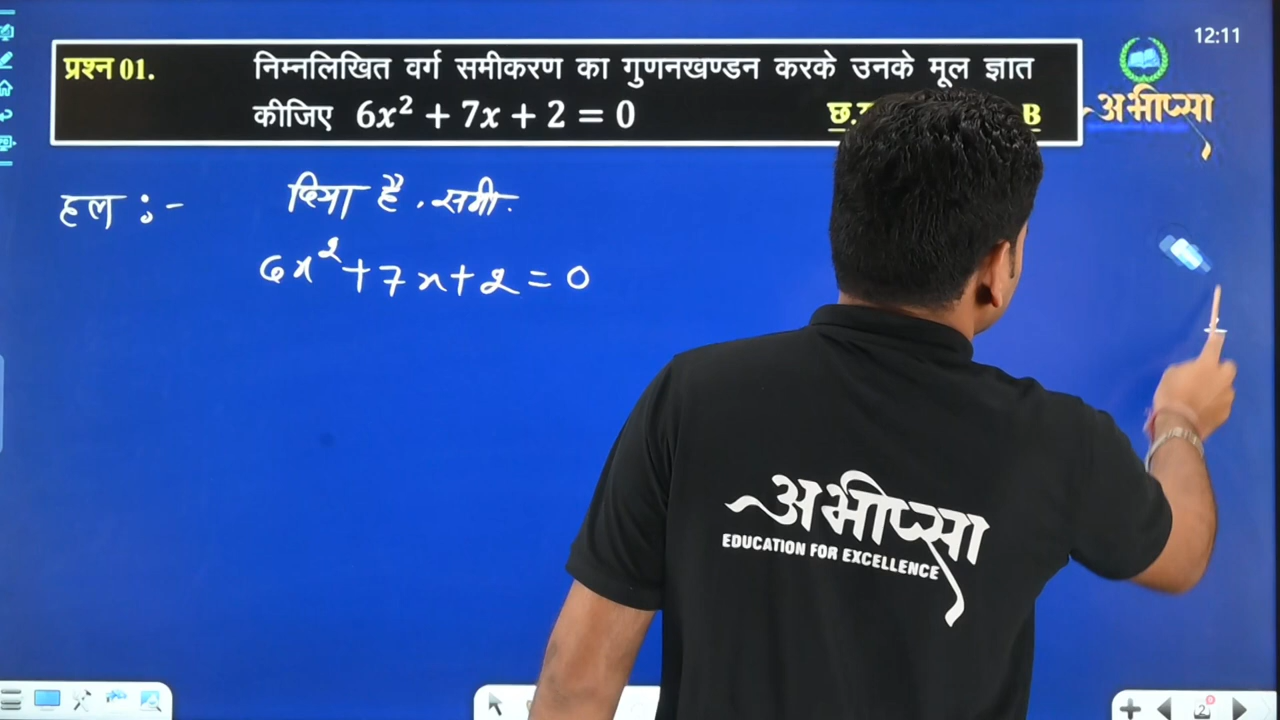 12:11
प्रश्न 01. निम्नलिखित वर्ग समीकरण का गुणनखण्डन करके उनके मूल ज्ञात
कीजिए 6x² + 7x + 2 = 0 छ. B
अभीप्सा
हल :- दिया है. समी.
6x²+7x+2=0
अभीप्सा
EDUCATION FOR EXCELLENCE
2